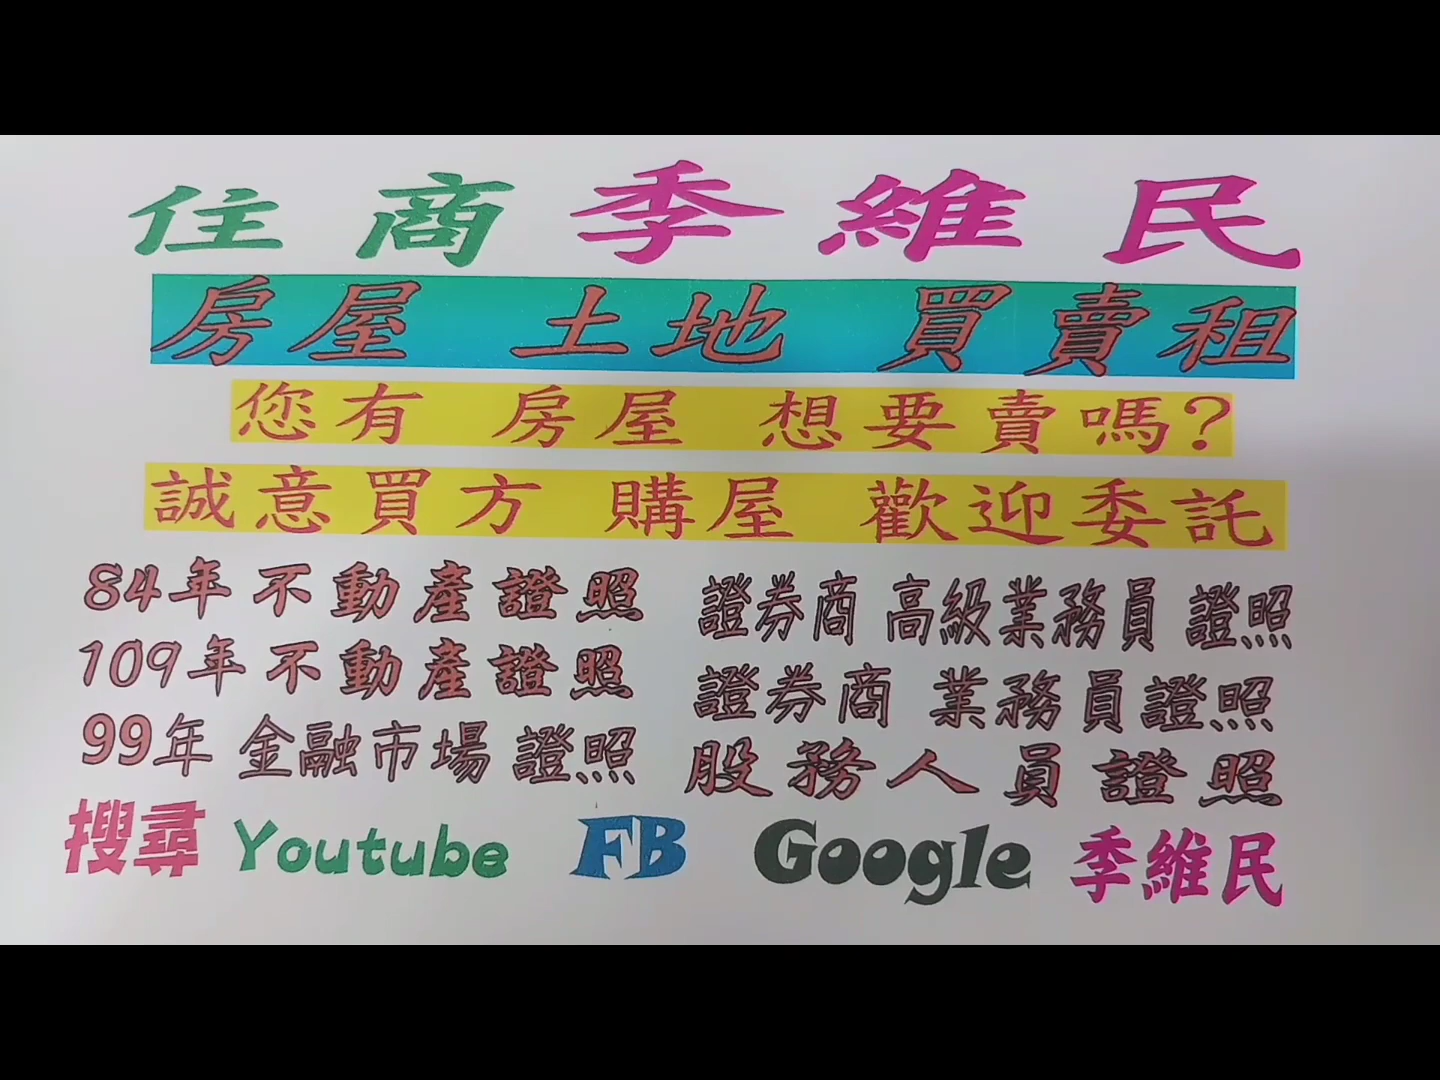 住商季維民
房屋 土地 買賣租
您有 房屋 想要賣嗎?
誠意買方 購屋 歡迎委託
84年不動產證照
109年不動產證照
99年 金融市場 證照
證券商 高級業務員 證照
證券商 業務員證照
股務人員證照
搜尋 Youtube FB Google 季維民